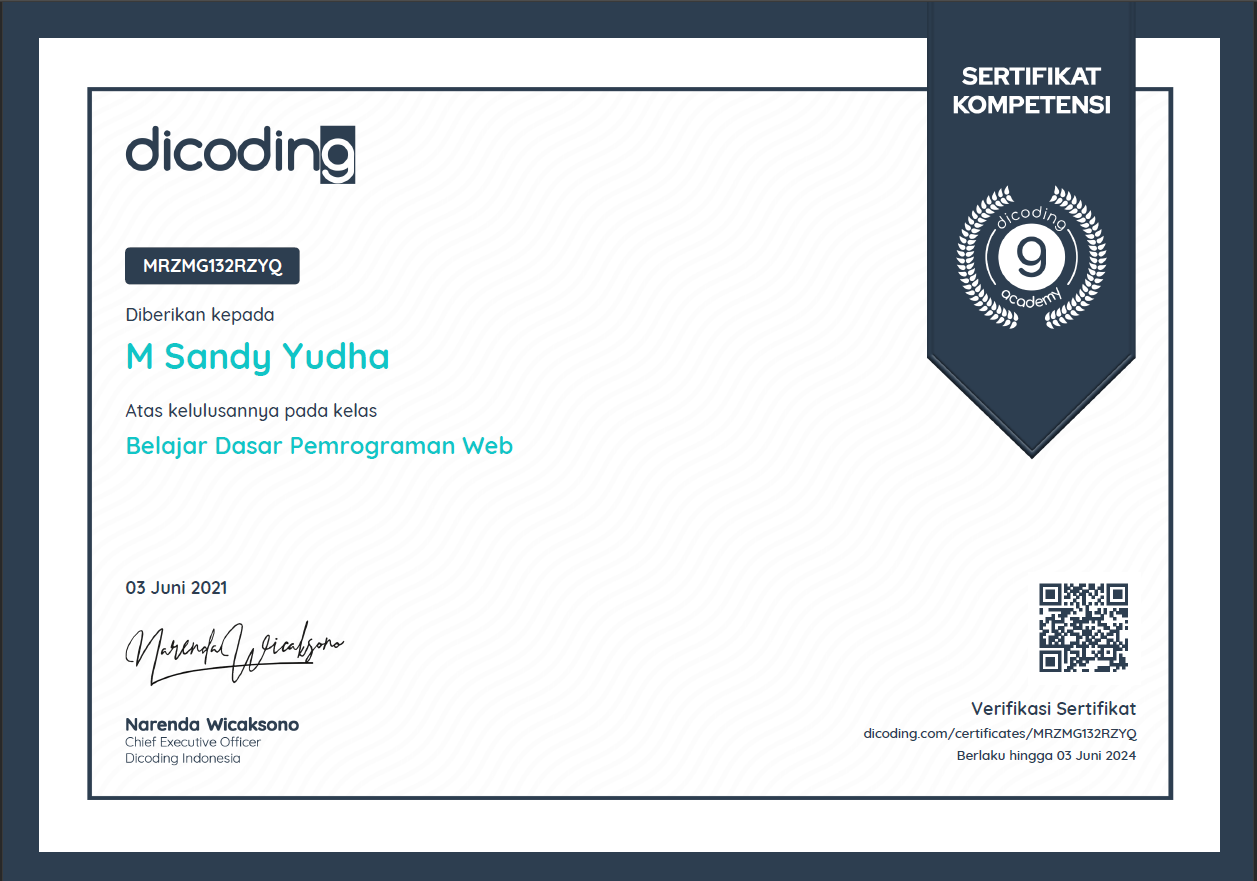 SERTIFIKAT
KOMPETENSI
dicoding
dicoding
9
academy
MRZMG132RZYQ
Diberikan kepada
M Sandy Yudha
Atas kelulusannya pada kelas
Belajar Dasar Pemrograman Web
03 Juni 2021
Narenda Wicaksono
Narenda Wicaksono
Chief Executive Officer
Dicoding Indonesia
Verifikasi Sertifikat
dicoding.com/certificates/MRZMG132RZYQ
Berlaku hingga 03 Juni 2024